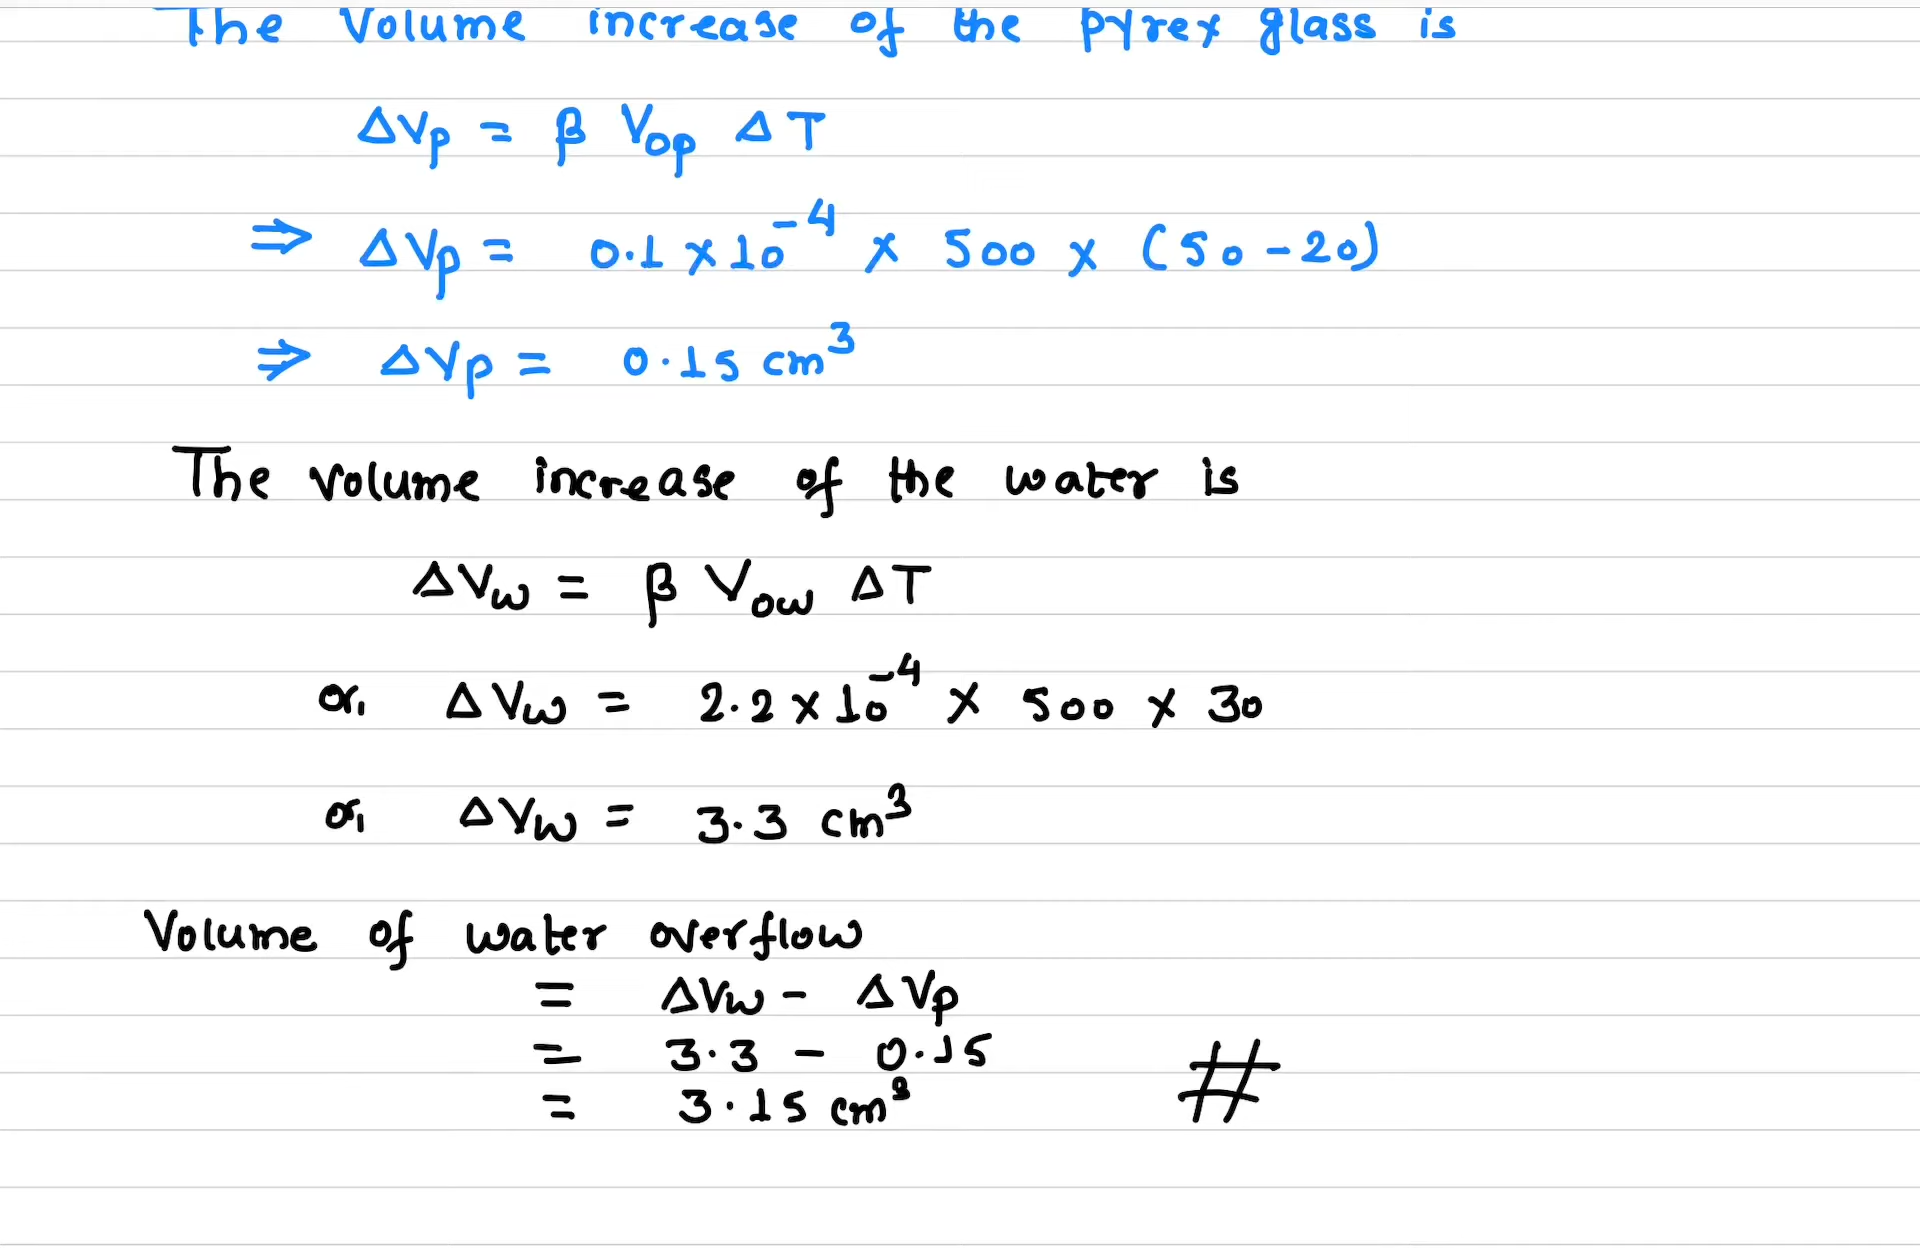 The Volume increase of the pyrex glass is
ΔVp = β Vop ΔT
⇒ ΔVp = 0.1 × 10⁻⁴ × 500 × (50 - 20)
⇒ ΔVp = 0.15 cm³
The volume increase of the water is
ΔVw = β Vow ΔT
or, ΔVw = 2.2 × 10⁻⁴ × 500 × 30
or, ΔVw = 3.3 cm³
Volume of water overflow
= ΔVw - ΔVp
= 3.3 - 0.15
= 3.15 cm³ #